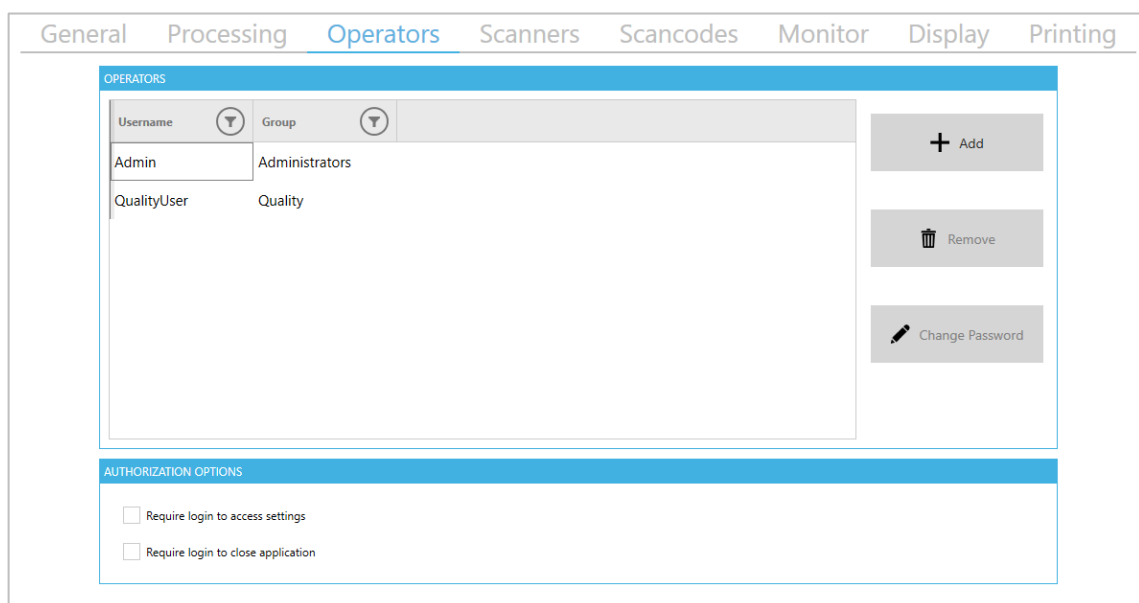 General Processing Operators Scanners Scancodes Monitor Display Printing
OPERATORS
Username Group
Add
Admin Administrators
QualityUser Quality
Remove
Change Password
AUTHORIZATION OPTIONS
Require login to access settings
Require login to close application